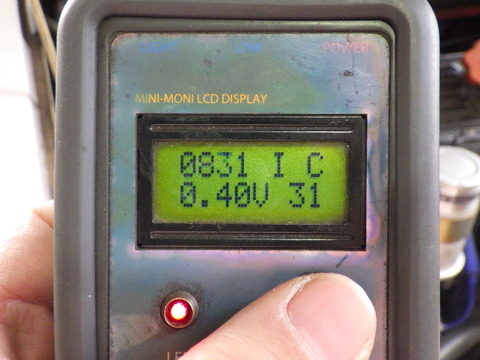 POWER
MINI-MONI LCD DISPLAY
0831 I C
0.40V 31